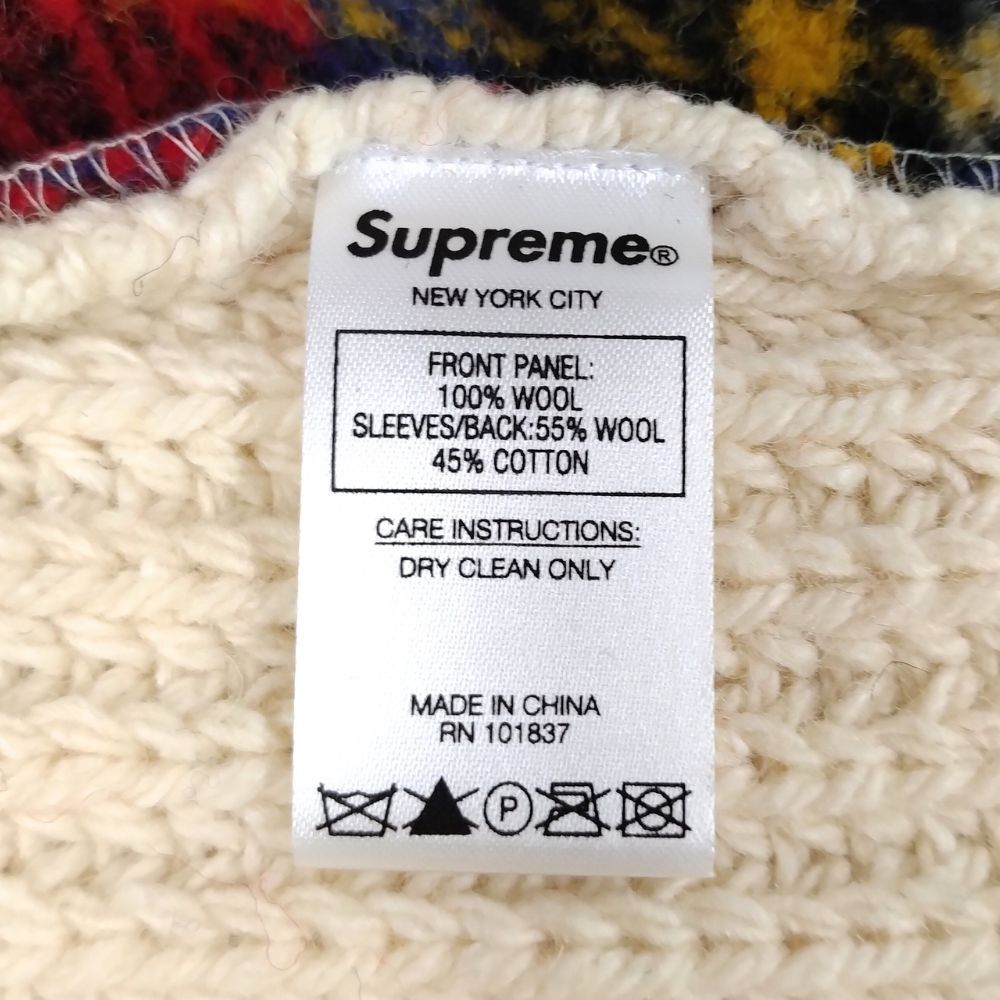 Supreme®
NEW YORK CITY
FRONT PANEL:
100% WOOL
SLEEVES/BACK:55% WOOL
45% COTTON
CARE INSTRUCTIONS:
DRY CLEAN ONLY
MADE IN CHINA
RN 101837
P